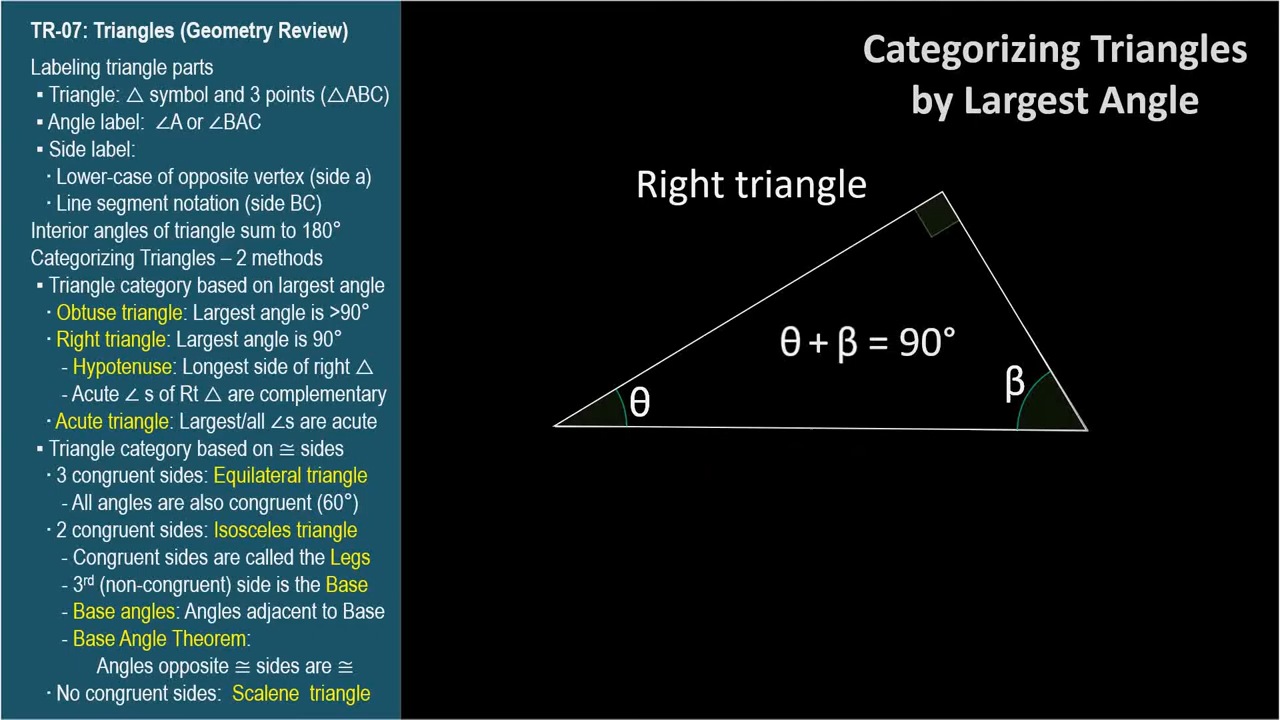 TR-07: Triangles (Geometry Review)
Labeling triangle parts
▪ Triangle: △ symbol and 3 points (△ABC)
▪ Angle label: ∠A or ∠BAC
▪ Side label:
· Lower-case of opposite vertex (side a)
· Line segment notation (side BC)
Interior angles of triangle sum to 180°
Categorizing Triangles – 2 methods
▪ Triangle category based on largest angle
· Obtuse triangle: Largest angle is >90°
· Right triangle: Largest angle is 90°
- Hypotenuse: Longest side of right △
- Acute ∠ s of Rt △ are complementary
· Acute triangle: Largest/all ∠s are acute
▪ Triangle category based on ≅ sides
· 3 congruent sides: Equilateral triangle
- All angles are also congruent (60°)
· 2 congruent sides: Isosceles triangle
- Congruent sides are called the Legs
- 3rd (non-congruent) side is the Base
- Base angles: Angles adjacent to Base
- Base Angle Theorem:
Angles opposite ≅ sides are ≅
· No congruent sides: Scalene triangle
Categorizing Triangles
by Largest Angle
Right triangle
θ + β = 90°
θ
β